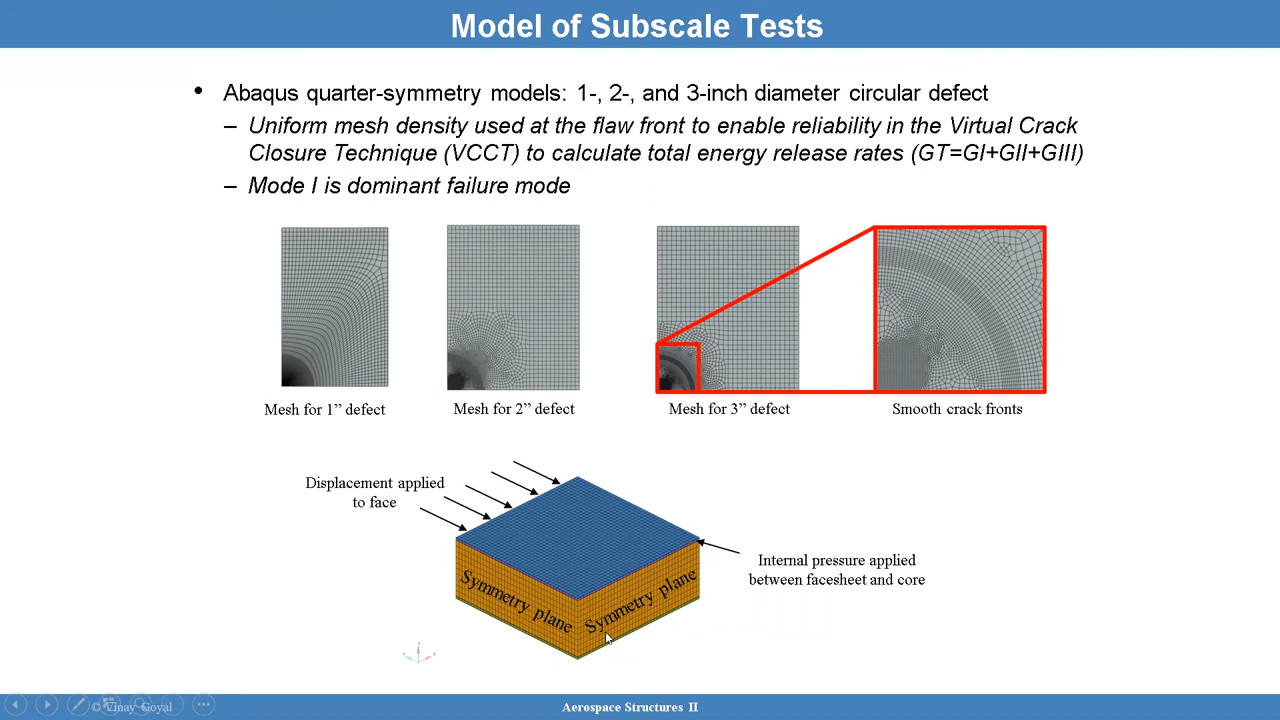 Model of Subscale Tests
• Abaqus quarter-symmetry models: 1-, 2-, and 3-inch diameter circular defect
– Uniform mesh density used at the flaw front to enable reliability in the Virtual Crack
Closure Technique (VCCT) to calculate total energy release rates (GT=GI+GII+GIII)
– Mode I is dominant failure mode
Mesh for 1” defect
Mesh for 2” defect
Mesh for 3” defect
Smooth crack fronts
Displacement applied
to face
Internal pressure applied
between facesheet and core
Symmetry plane
Symmetry plane
© Vinay Goyal
Aerospace Structures II